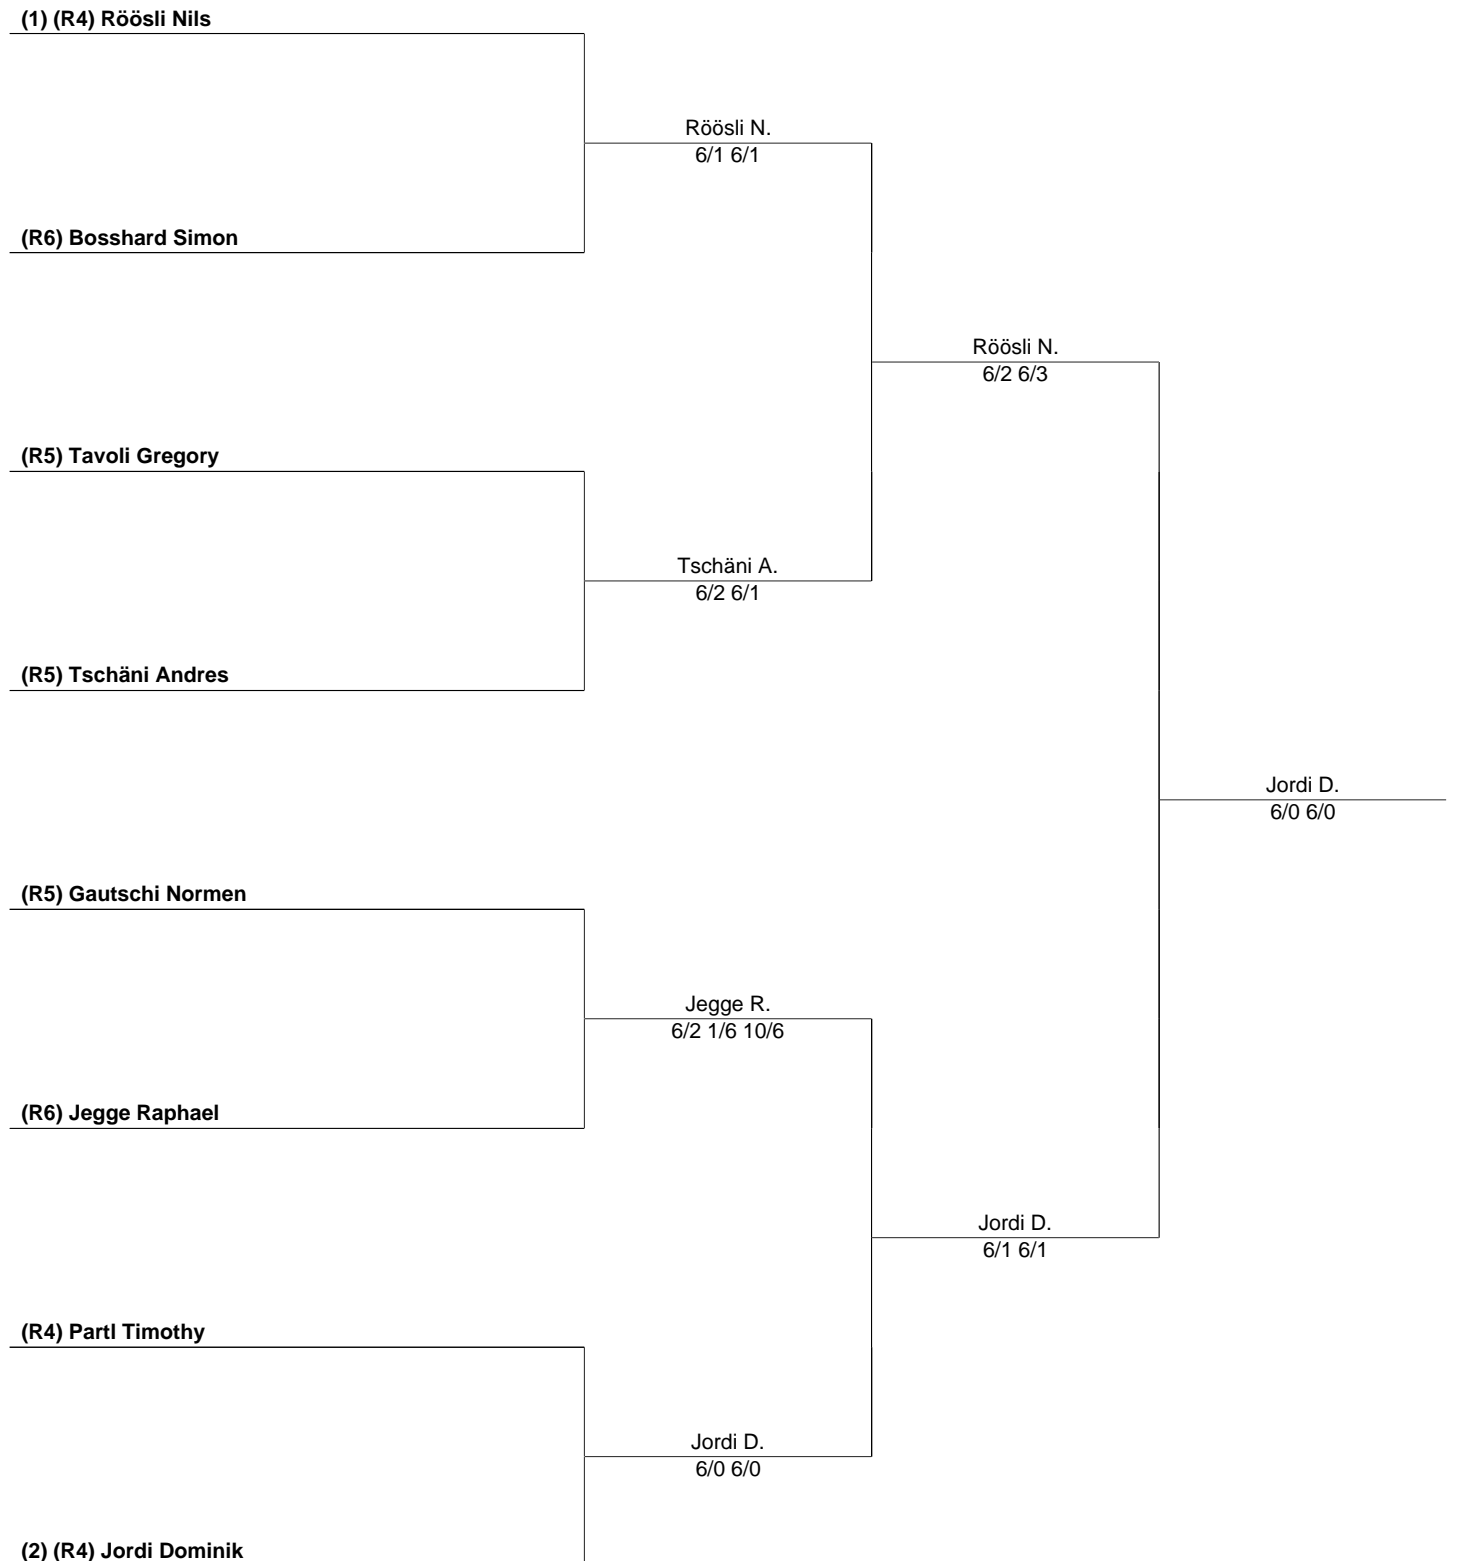 (1) (R4) Röösli Nils
Röösli N.
6/1 6/1
(R6) Bosshard Simon
Röösli N.
6/2 6/3
(R5) Tavoli Gregory
Tschäni A.
6/2 6/1
(R5) Tschäni Andres
Jordi D.
6/0 6/0
(R5) Gautschi Normen
Jegge R.
6/2 1/6 10/6
(R6) Jegge Raphael
Jordi D.
6/1 6/1
(R4) Partl Timothy
Jordi D.
6/0 6/0
(2) (R4) Jordi Dominik